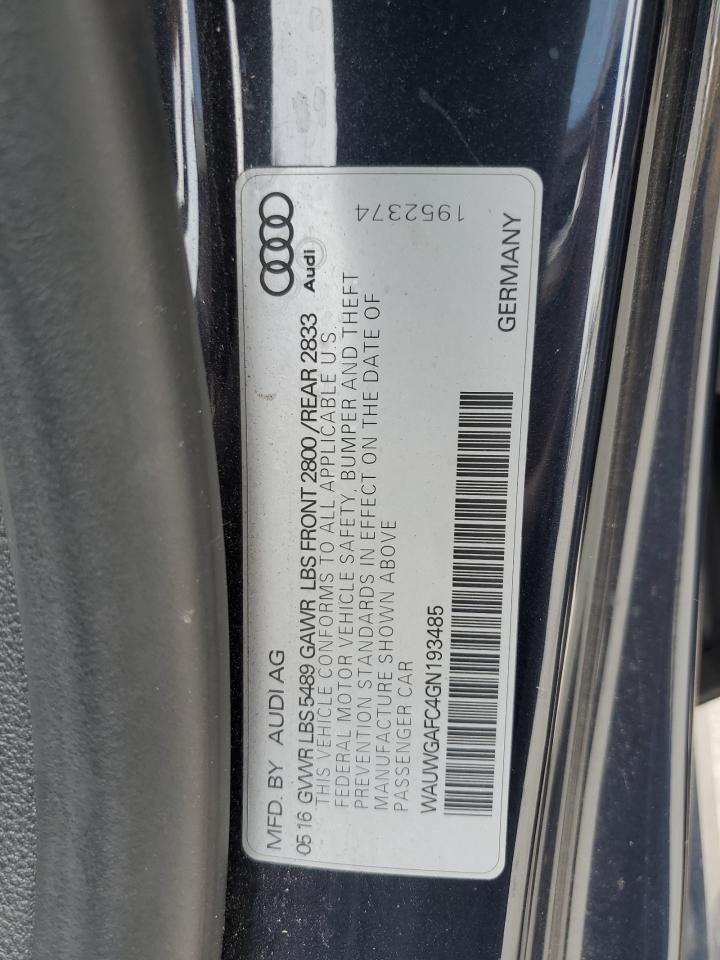 MFD. BY AUDI AG
Audi
05 16 GVWR LBS 5489 GAWR LBS FRONT 2800 /REAR 2833
THIS VEHICLE CONFORMS TO ALL APPLICABLE U.S.
FEDERAL MOTOR VEHICLE SAFETY, BUMPER AND THEFT
PREVENTION STANDARDS IN EFFECT ON THE DATE OF
MANUFACTURE SHOWN ABOVE
PASSENGER CAR
1952374
WAUWGAFC4GN193485
GERMANY